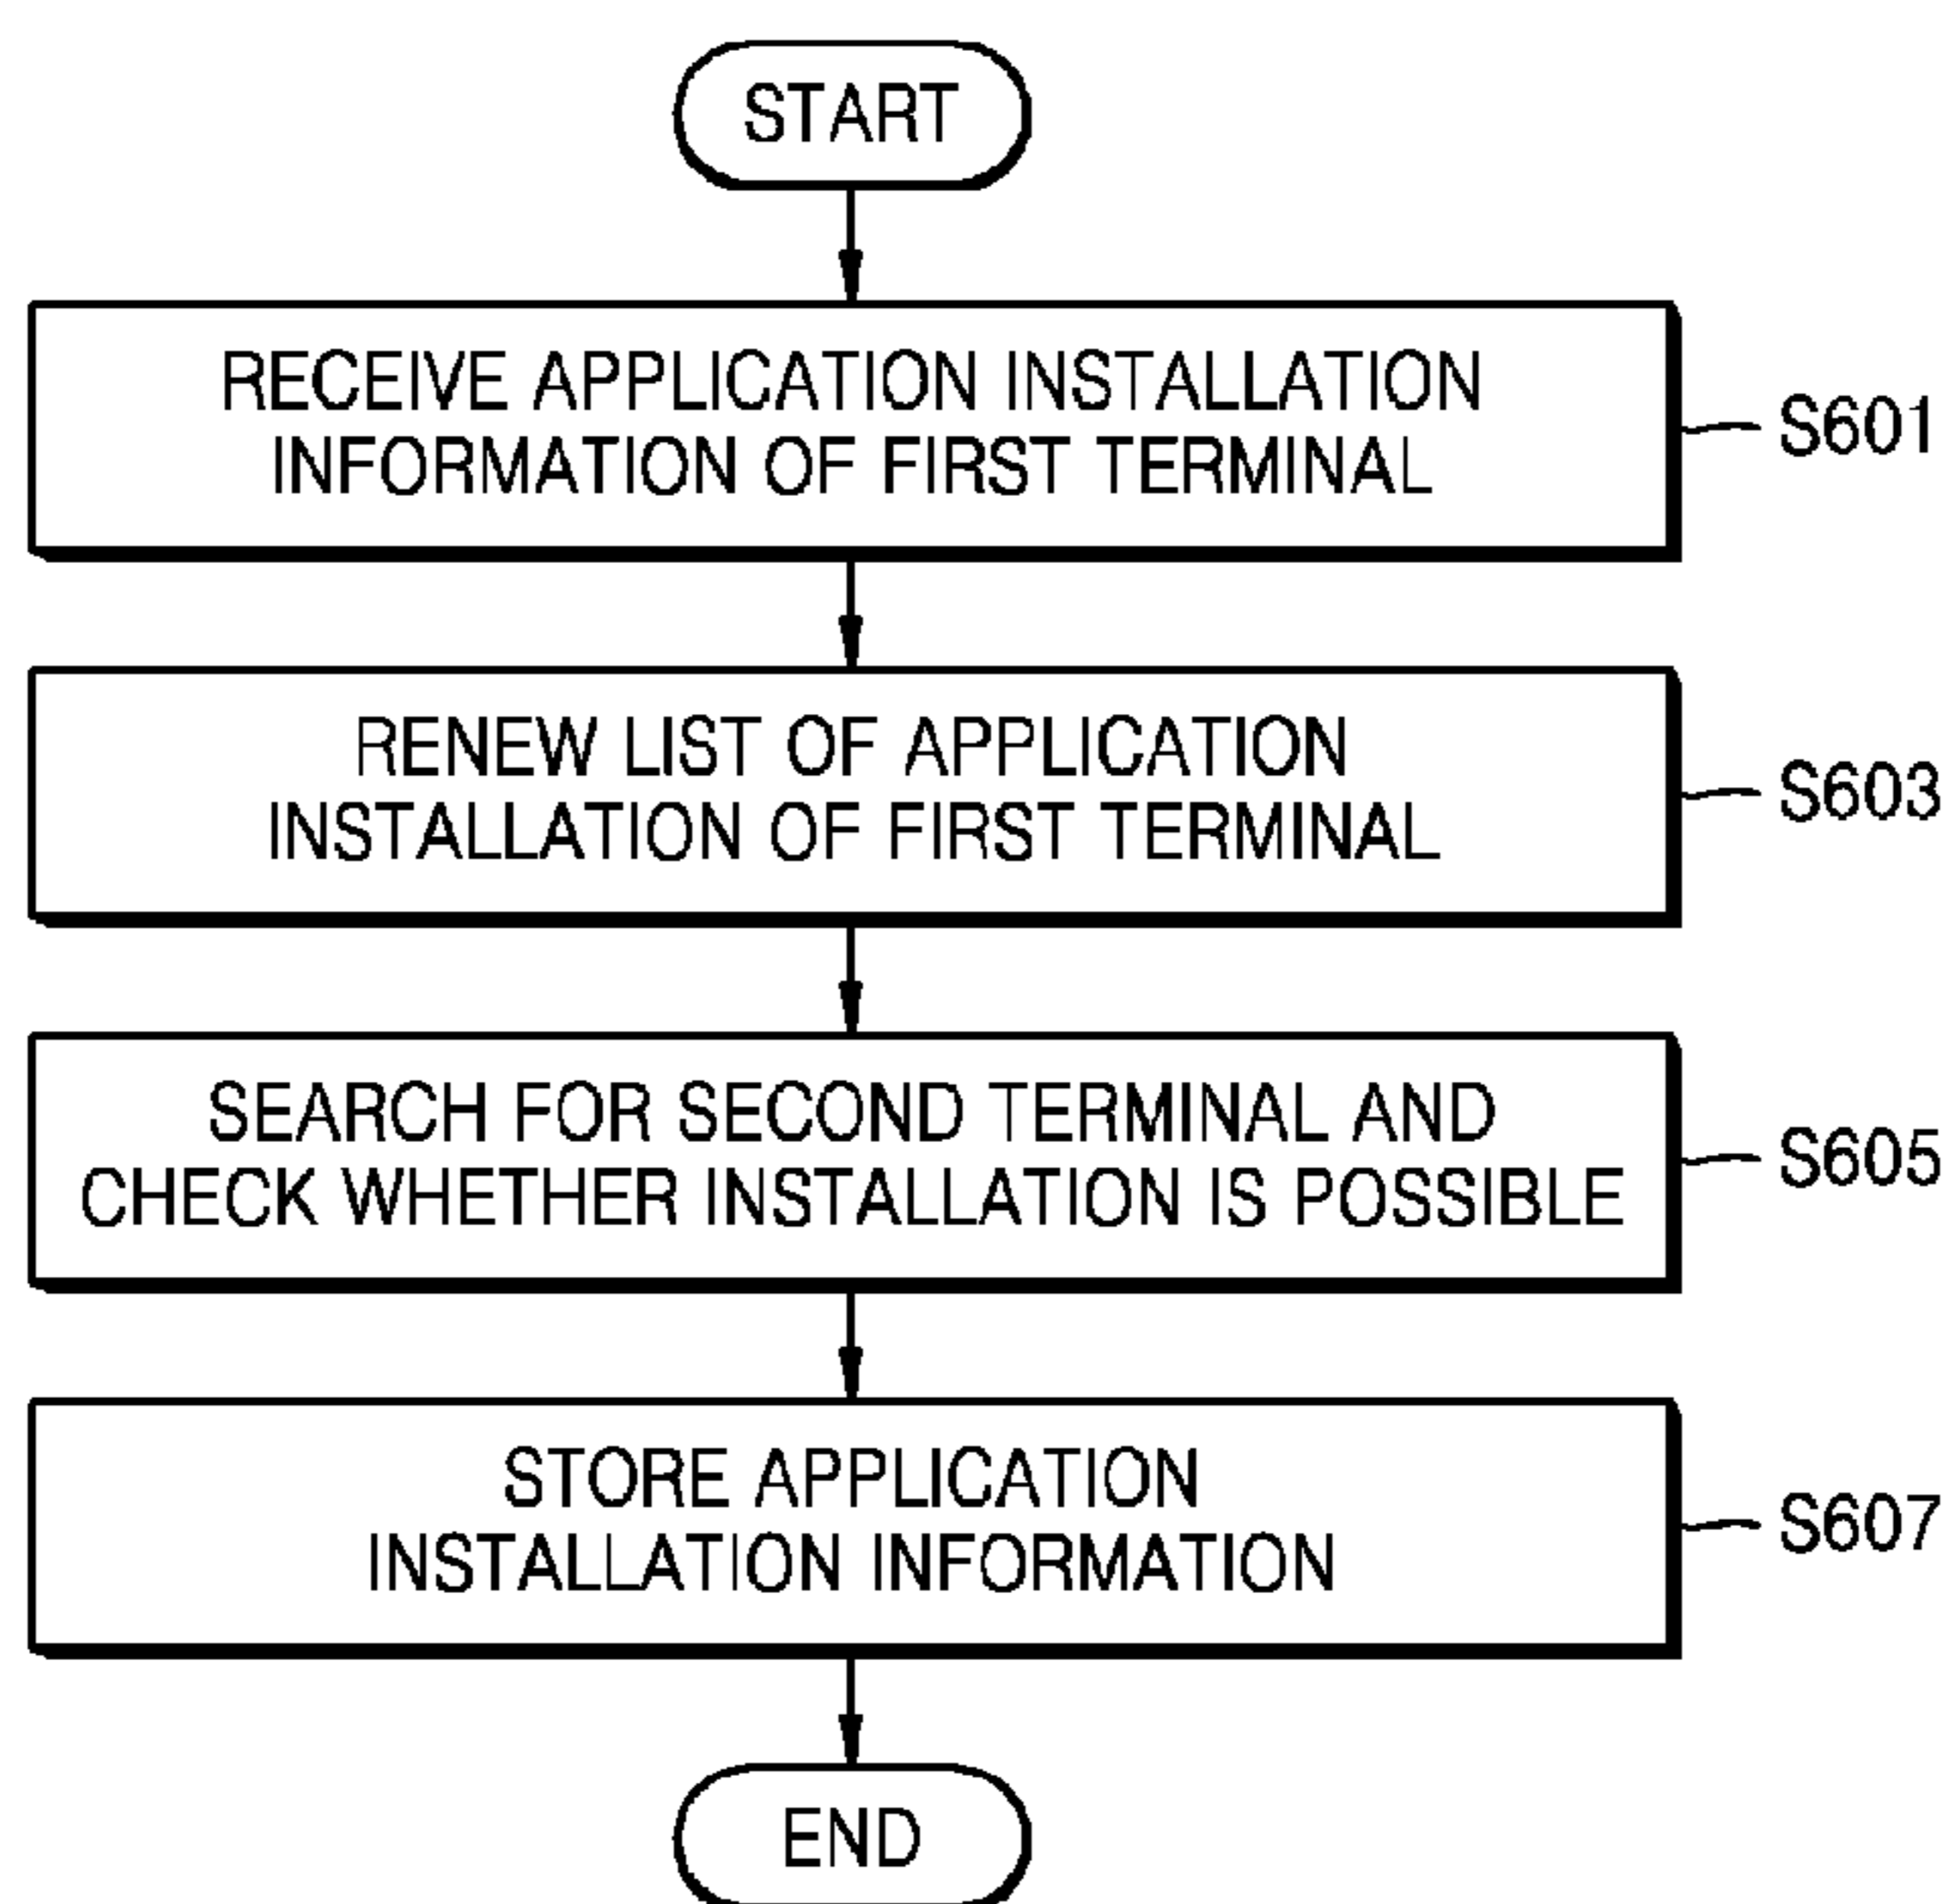 START
RECEIVE APPLICATION INSTALLATION
INFORMATION OF FIRST TERMINAL
S601
RENEW LIST OF APPLICATION
INSTALLATION OF FIRST TERMINAL
S603
SEARCH FOR SECOND TERMINAL AND
CHECK WHETHER INSTALLATION IS POSSIBLE
S605
STORE APPLICATION
INSTALLATION INFORMATION
S607
END